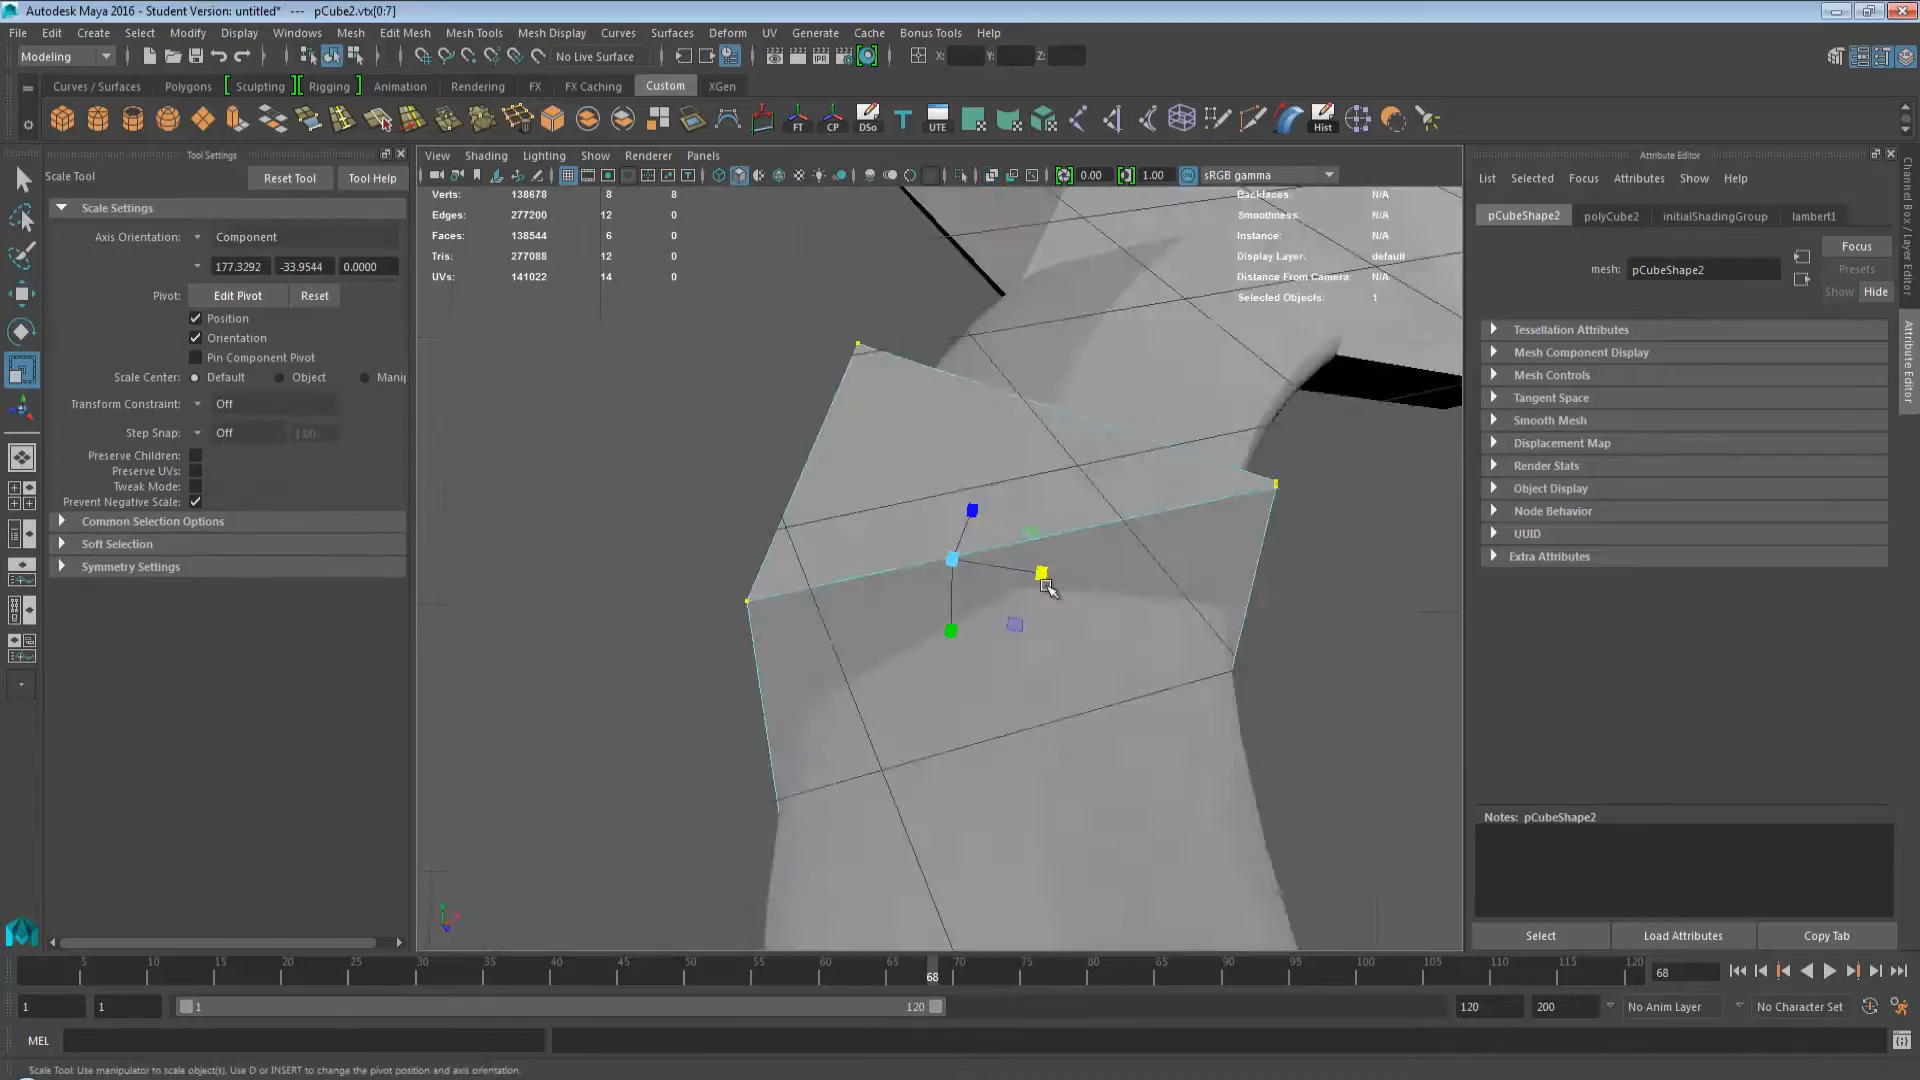 Autodesk Maya 2016 - Student Version: untitled* --- pCube2.vtx[0:7]
File Edit Create Select Modify Display Windows Mesh Edit Mesh Mesh Tools Mesh Display Curves Surfaces Deform UV Generate Cache Bonus Tools Help
Modeling No Live Surface X: Y: Z:
Curves / Surfaces Polygons Sculpting Rigging Animation Rendering FX FX Caching Custom XGen
FT CP DSo UTE Hist
Tool Settings View Shading Lighting Show Renderer Panels Attribute Editor
Scale Tool Reset Tool Tool Help 0.00 1.00 sRGB gamma List Selected Focus Attributes Show Help
Scale Settings
Axis Orientation: Component
177.3292 -33.9544 0.0000
Pivot: Edit Pivot Reset
Position
Orientation
Pin Component Pivot
Scale Center: Default Object Manip
Transform Constraint: Off
Step Snap: Off 1.00
Preserve Children:
Preserve UVs:
Tweak Mode:
Prevent Negative Scale:
Common Selection Options
Soft Selection
Symmetry Settings
Verts: 138678 8 8
Edges: 277200 12 0
Faces: 138544 6 0
Tris: 277088 12 0
UVs: 141022 14 0
Backfaces: N/A
Smoothness: N/A
Instance: N/A
Display Layer: default
Distance From Camera: N/A
Selected Objects: 1
pCubeShape2 polyCube2 initialShadingGroup lambert1
Focus
mesh: pCubeShape2 Presets
Show Hide
Tessellation Attributes
Mesh Component Display
Mesh Controls
Tangent Space
Smooth Mesh
Displacement Map
Render Stats
Object Display
Node Behavior
UUID
Extra Attributes
Notes: pCubeShape2
Select Load Attributes Copy Tab
Channel Box / Layer Editor
Attribute Editor
5 10 15 20 25 30 35 40 45 50 55 60 65 70 75 80 85 90 95 100 105 110 115 120
68 68
1 1 1 120 120 200 No Anim Layer No Character Set
MEL
Scale Tool: Use manipulator to scale object(s). Use D or INSERT to change the pivot position and axis orientation.